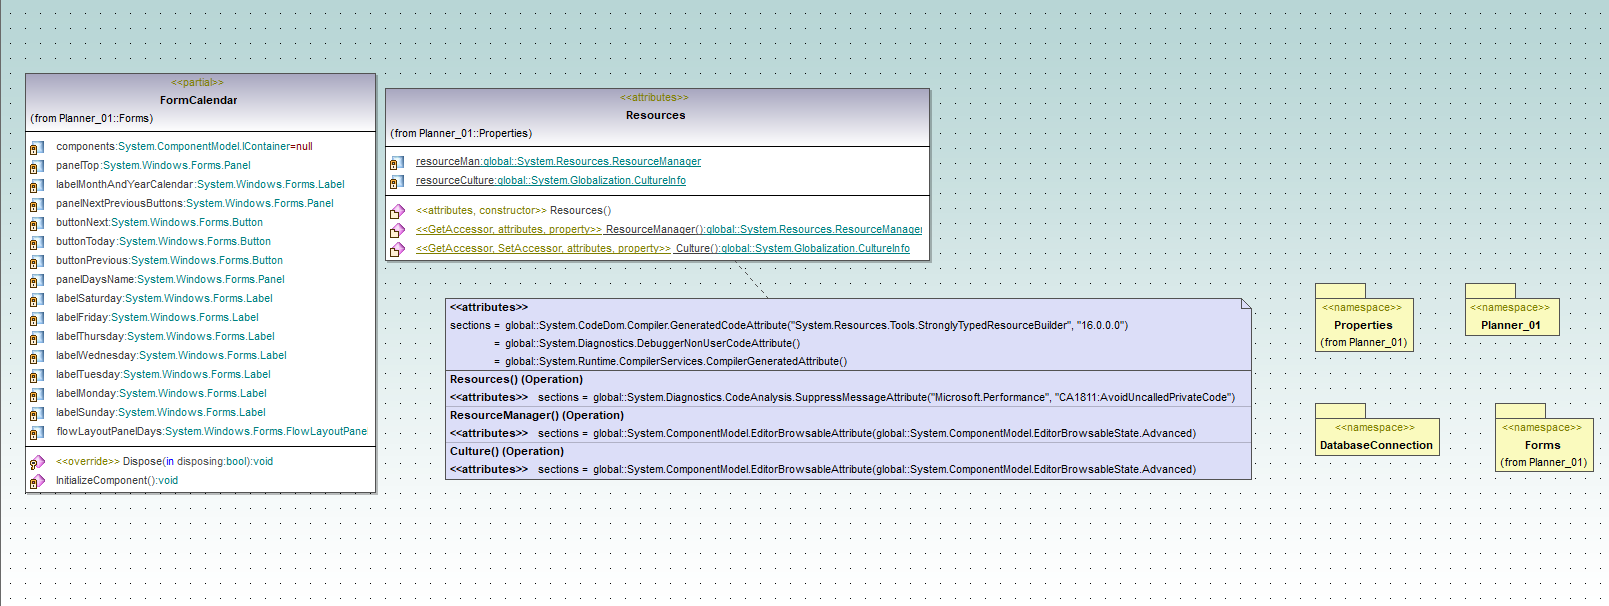 <<partial>>
FormCalendar
(from Planner_01::Forms)
components:System.ComponentModel.IContainer=null
panelTop:System.Windows.Forms.Panel
labelMonthAndYearCalendar:System.Windows.Forms.Label
panelNextPreviousButtons:System.Windows.Forms.Panel
buttonNext:System.Windows.Forms.Button
buttonToday:System.Windows.Forms.Button
buttonPrevious:System.Windows.Forms.Button
panelDaysName:System.Windows.Forms.Panel
labelSaturday:System.Windows.Forms.Label
labelFriday:System.Windows.Forms.Label
labelThursday:System.Windows.Forms.Label
labelWednesday:System.Windows.Forms.Label
labelTuesday:System.Windows.Forms.Label
labelMonday:System.Windows.Forms.Label
labelSunday:System.Windows.Forms.Label
flowLayoutPanelDays:System.Windows.Forms.FlowLayoutPane
<<override>> Dispose(in disposing:bool):void
InitializeComponent():void
<<attributes>>
Resources
(from Planner_01::Properties)
resourceMan:global::System.Resources.ResourceManager
resourceCulture:global::System.Globalization.CultureInfo
<<attributes, constructor>> Resources()
<<GetAccessor, attributes, property>> ResourceManager():global::System.Resources.ResourceManager
<<GetAccessor, SetAccessor, attributes, property>> Culture():global::System.Globalization.CultureInfo
<<attributes>>
sections = global::System.CodeDom.Compiler.GeneratedCodeAttribute("System.Resources.Tools.StronglyTypedResourceBuilder", "16.0.0.0")
= global::System.Diagnostics.DebuggerNonUserCodeAttribute()
= global::System.Runtime.CompilerServices.CompilerGeneratedAttribute()
Resources() (Operation)
<<attributes>> sections = global::System.Diagnostics.CodeAnalysis.SuppressMessageAttribute("Microsoft.Performance", "CA1811:AvoidUncalledPrivateCode")
ResourceManager() (Operation)
<<attributes>> sections = global::System.ComponentModel.EditorBrowsableAttribute(global::System.ComponentModel.EditorBrowsableState.Advanced)
Culture() (Operation)
<<attributes>> sections = global::System.ComponentModel.EditorBrowsableAttribute(global::System.ComponentModel.EditorBrowsableState.Advanced)
<<namespace>>
Properties
(from Planner_01)
<<namespace>>
Planner_01
<<namespace>>
DatabaseConnection
<<namespace>>
Forms
(from Planner_01)